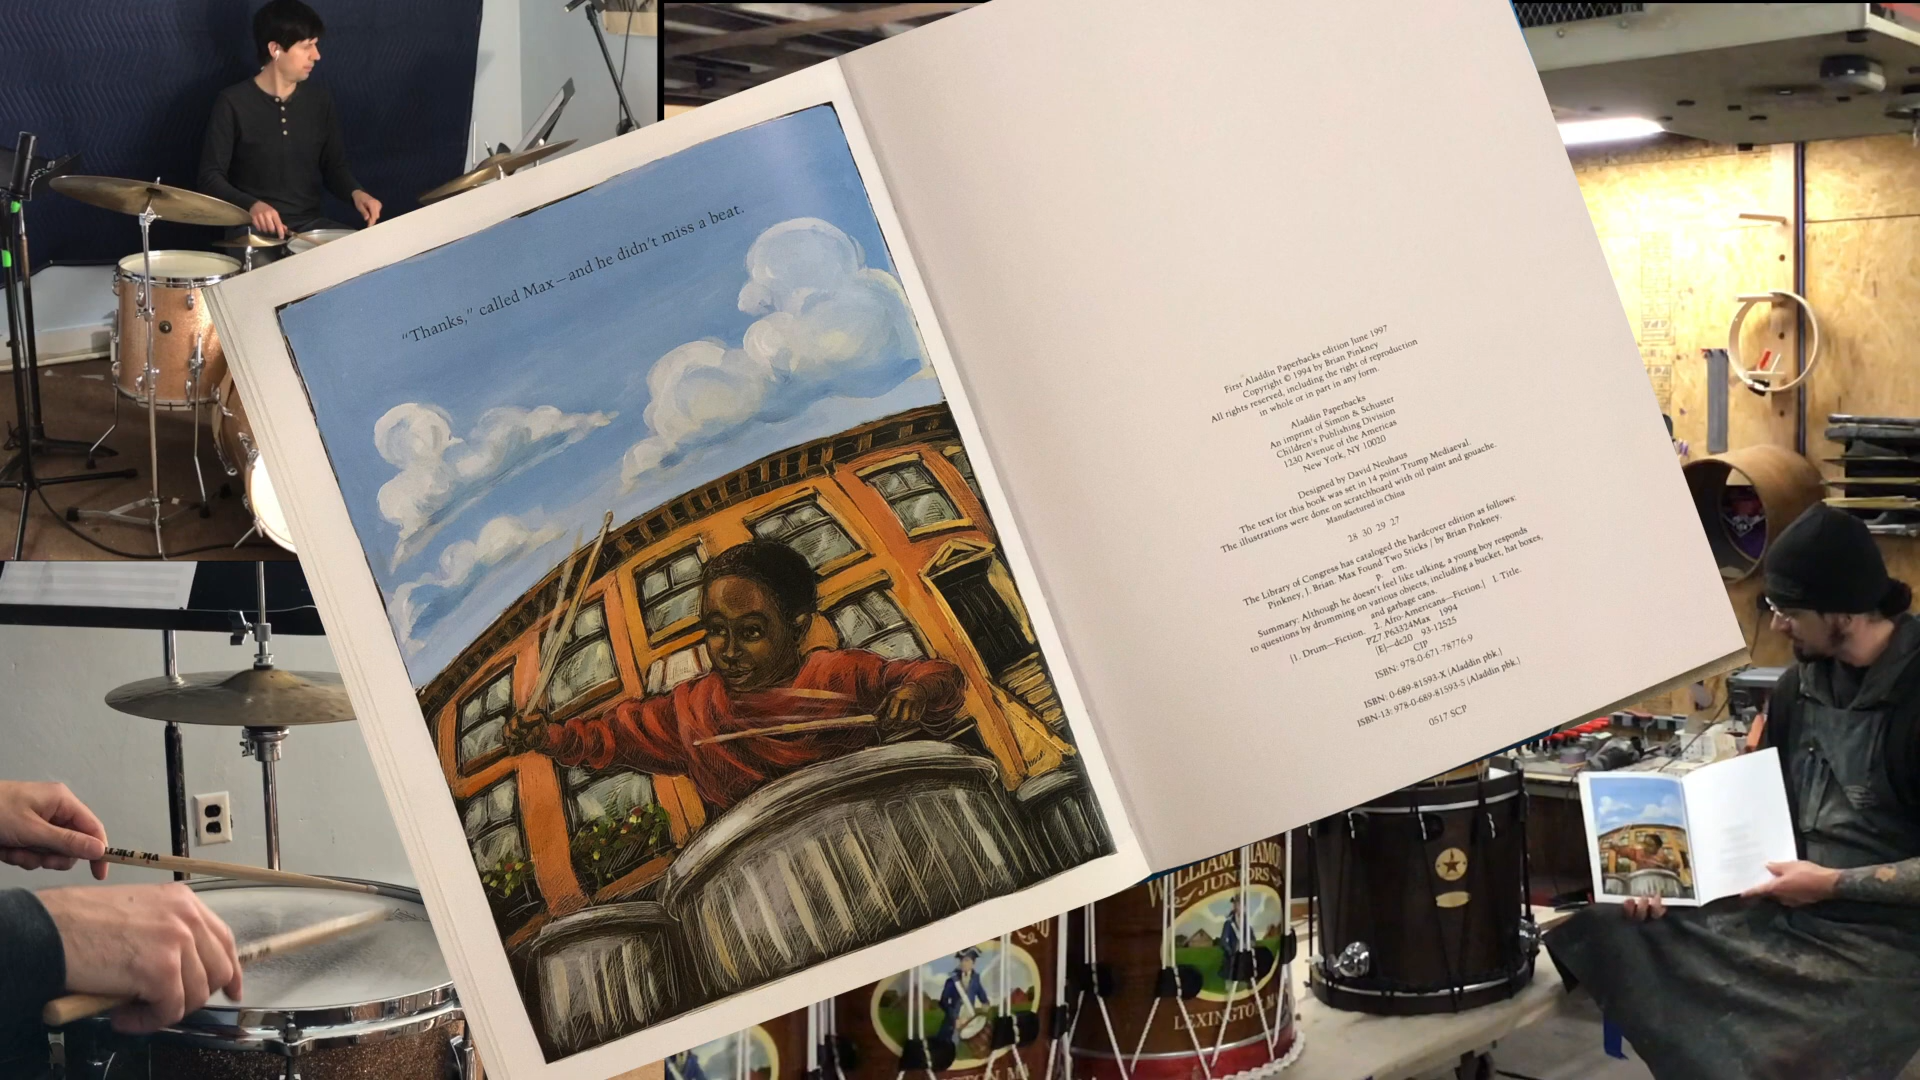 "Thanks," called Max—and he didn't miss a beat.
First Aladdin Paperbacks edition June 1997
Copyright © 1994 by Brian Pinkney
All rights reserved, including the right of reproduction
in whole or in part in any form.
Aladdin Paperbacks
An imprint of Simon & Schuster
Children's Publishing Division
1230 Avenue of the Americas
New York, NY 10020
Designed by David Neuhaus
The text for this book was set in 14 point Trump Mediaeval.
The illustrations were done on scratchboard with oil paint and gouache.
Manufactured in China
28 30 29 27
The Library of Congress has cataloged the hardcover edition as follows:
Pinkney, J. Brian. Max Found Two Sticks / by Brian Pinkney.
p. cm.
Summary: Although he doesn't feel like talking, a young boy responds
to questions by drumming on various objects, including a bucket, hat boxes,
and garbage cans.
[1. Drum—Fiction. 2. Afro-Americans—Fiction.] I. Title.
PZ7.P63324Max 1994
[E]—dc20 93-12525
CIP
ISBN: 978-0-671-78776-9
ISBN: 0-689-81593-X (Aladdin pbk.)
ISBN-13: 978-0-689-81593-5 (Aladdin pbk.)
0517 SCP
VIC FIRTH
WILLIAM DIAMOND
JUNIORS
LEXINGTON, MA